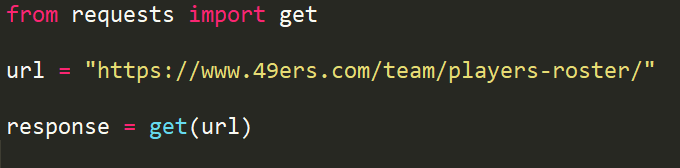 from requests import get
url = "https://www.49ers.com/team/players-roster/"
response = get(url)